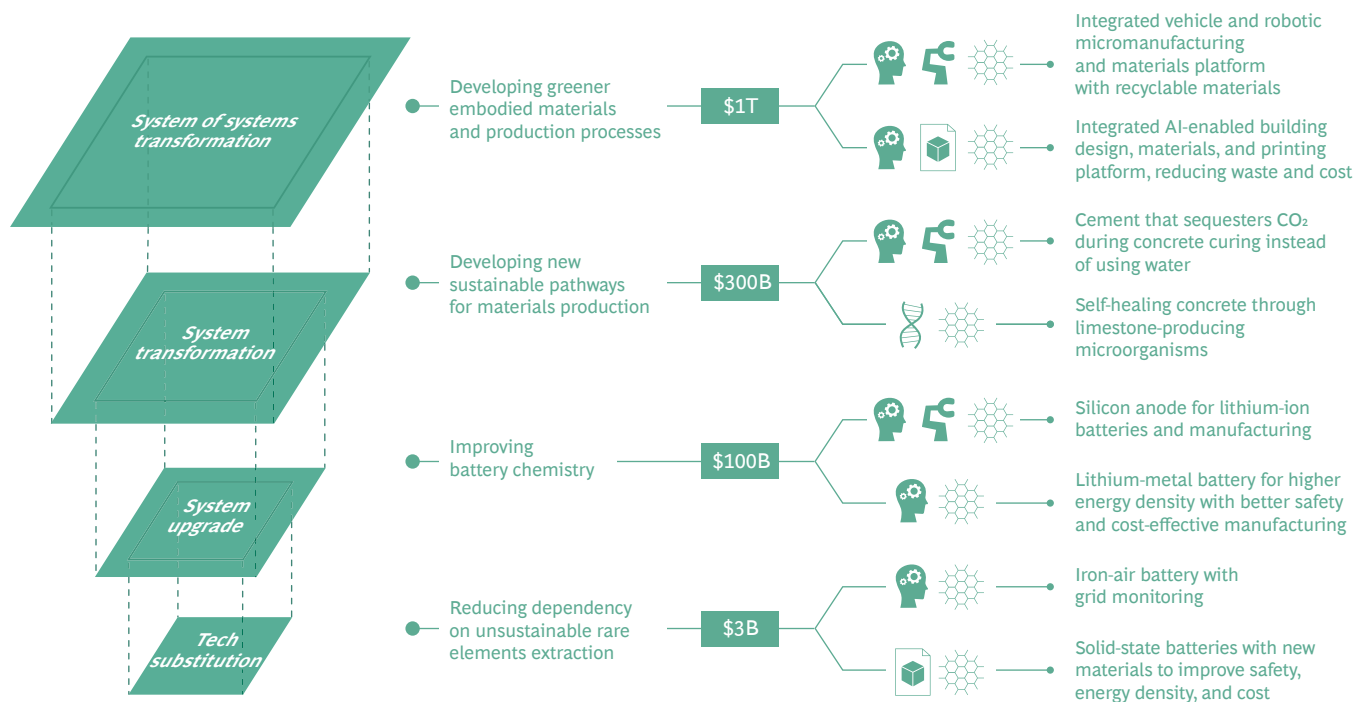 System of systems
transformation
Developing greener
embodied materials
and production processes
$1T
Integrated vehicle and robotic
micromanufacturing
and materials platform
with recyclable materials
Integrated AI-enabled building
design, materials, and printing
platform, reducing waste and cost
System
transformation
Developing new
sustainable pathways
for materials production
$300B
Cement that sequesters CO₂
during concrete curing instead
of using water
Self-healing concrete through
limestone-producing
microorganisms
System
upgrade
Improving
battery chemistry
$100B
Silicon anode for lithium-ion
batteries and manufacturing
Lithium-metal battery for higher
energy density with better safety
and cost-effective manufacturing
Tech
substitution
Reducing dependency
on unsustainable rare
elements extraction
$3B
Iron-air battery with
grid monitoring
Solid-state batteries with new
materials to improve safety,
energy density, and cost